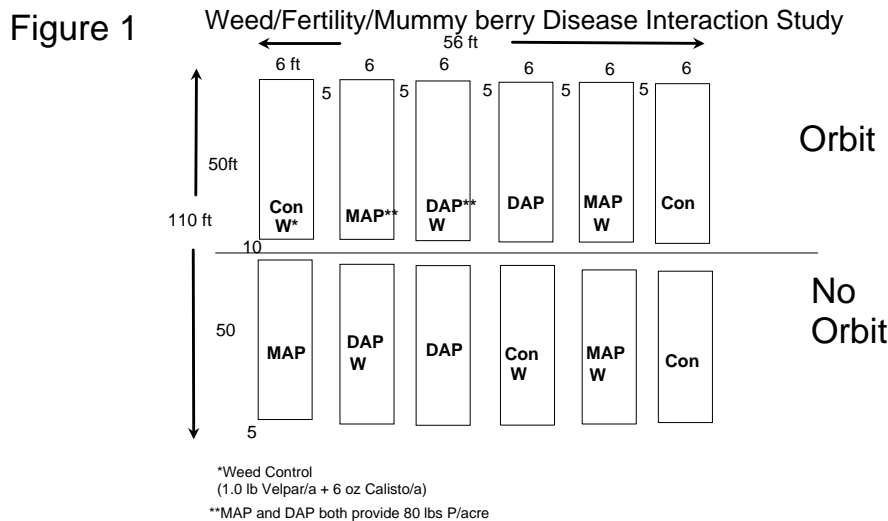 Figure 1
Weed/Fertility/Mummy berry Disease Interaction Study
56 ft
6 ft 6 6 6 6 6
5 5 5 5 5
Orbit
50ft
110 ft
Con
W*
MAP**
DAP**
W
DAP
MAP
W
Con
10
No
Orbit
50
MAP
DAP
W
DAP
Con
W
MAP
W
Con
5
*Weed Control
(1.0 lb Velpar/a + 6 oz Calisto/a)
**MAP and DAP both provide 80 lbs P/acre